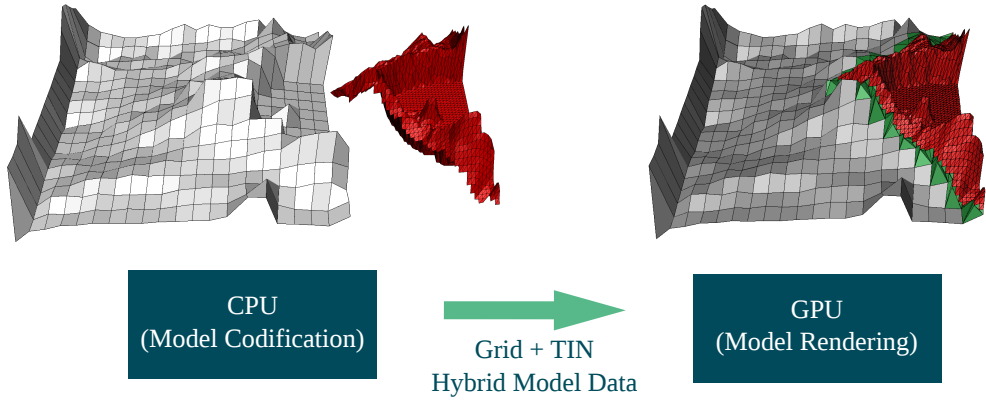 CPU
(Model Codification)
Grid + TIN
Hybrid Model Data
GPU
(Model Rendering)